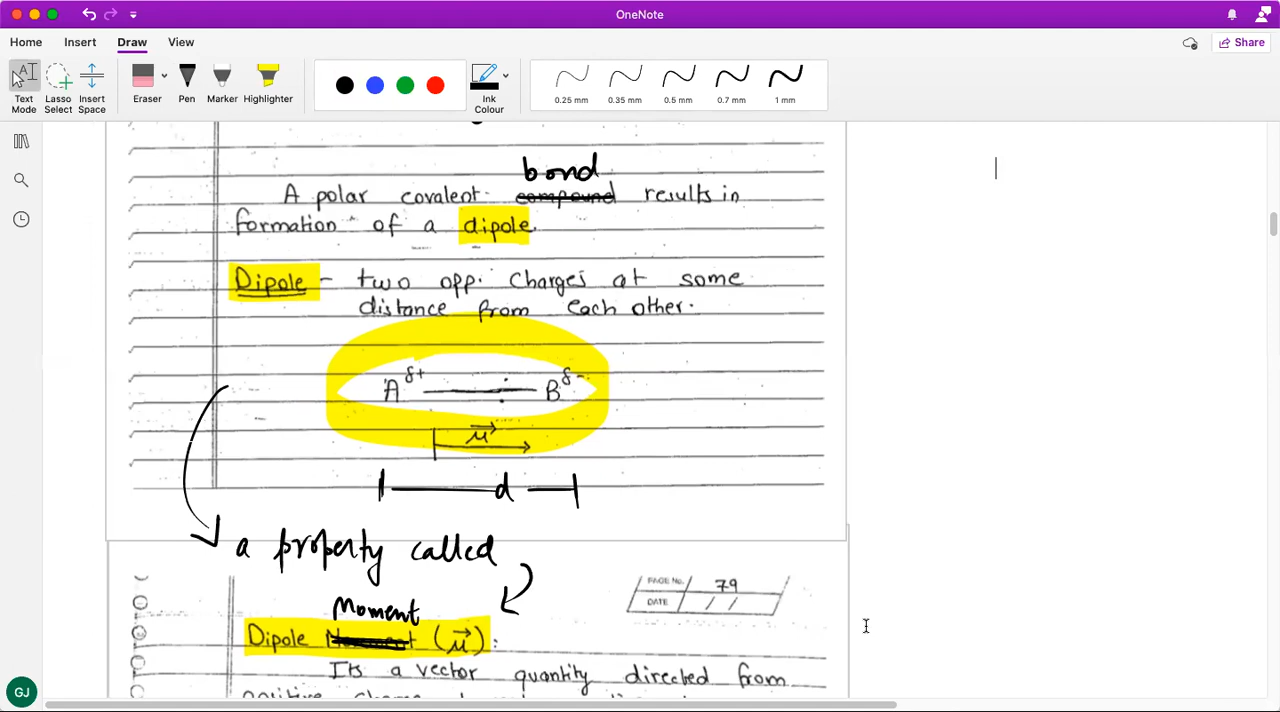 OneNote
Home Insert Draw View
Share
Text Mode
Lasso Select
Insert Space
Eraser
Pen
Marker
Highlighter
Ink Colour
0.25 mm
0.35 mm
0.5 mm
0.7 mm
1 mm
bond
A polar covalent compound results in
formation of a dipole.
Dipole - two opp. charges at some
distance from each other.
A δ+ B δ-
μ
d
a property called
PAGE No. 79
DATE / /
Moment
Dipole (μ) :
Its a vector quantity directed from
GJ